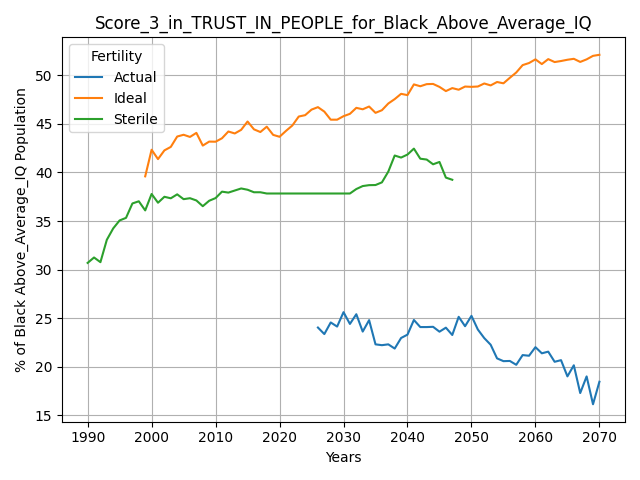 Score_3_in_TRUST_IN_PEOPLE_for_Black_Above_Average_IQ
Fertility
Actual
Ideal
Sterile
% of Black Above_Average_IQ Population
50
45
40
35
30
25
20
15
1990 2000 2010 2020 2030 2040 2050 2060 2070
Years